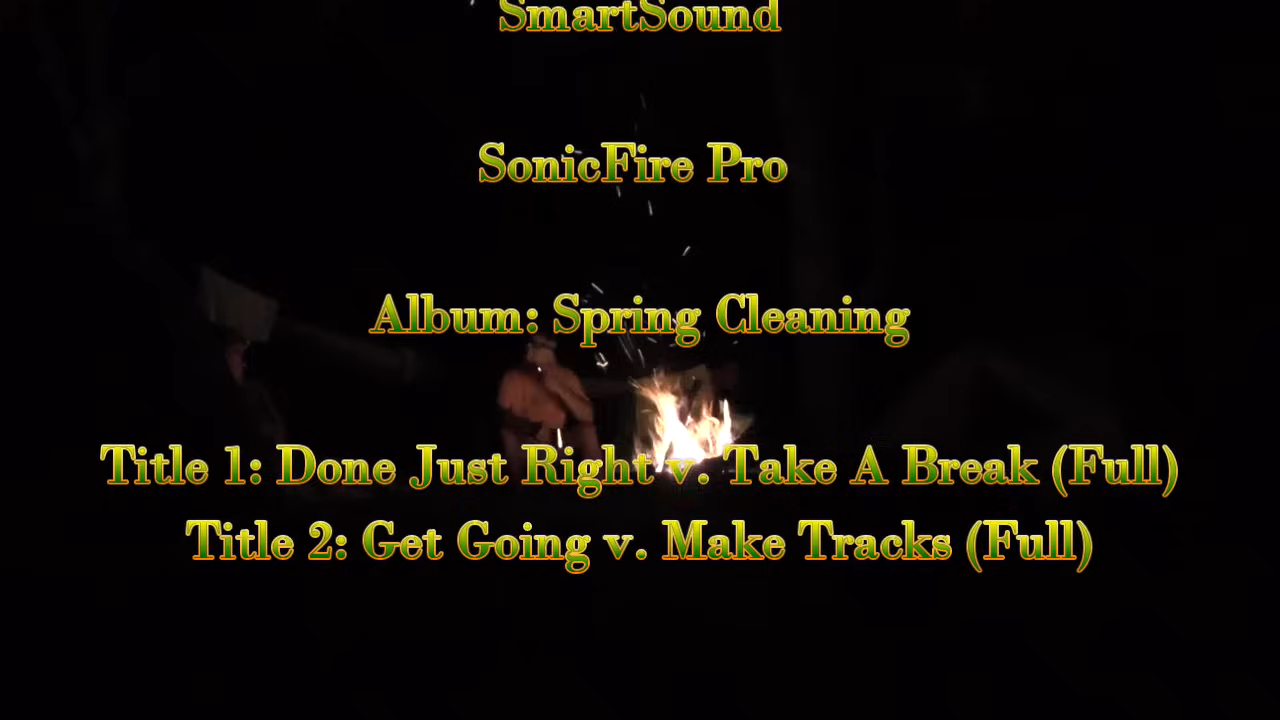 SmartSound
SonicFire Pro
Album: Spring Cleaning
Title 1: Done Just Right v. Take A Break (Full)
Title 2: Get Going v. Make Tracks (Full)